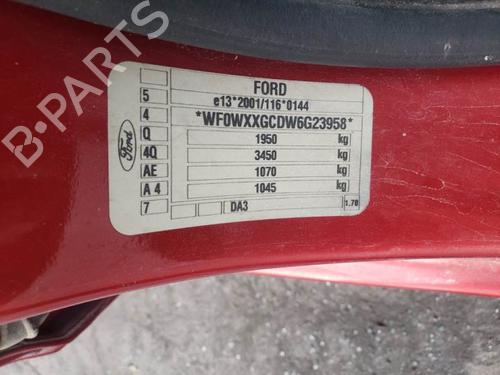 FORD
5 e13*2001/116*0144
4 *WF0WXXGCDW6G23958*
Q 1950 kg
4Q 3450 kg
AE 1070 kg
A 4 1045 kg
7 DA3 1.70
Ford
B-PARTS